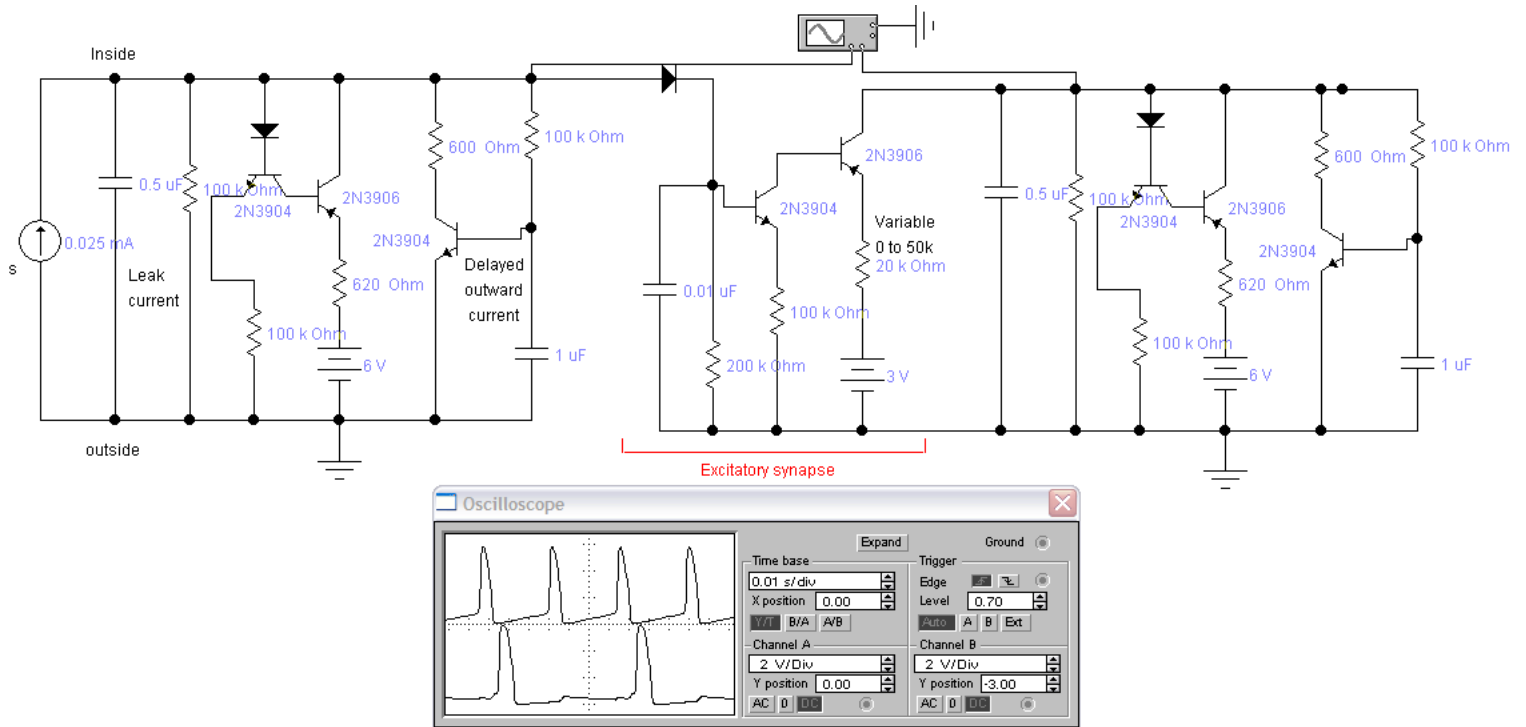 Inside
0.5 uF
100 k Ohm
2N3904
2N3906
600 Ohm
100 k Ohm
2N3904
0.025 mA
s
Leak
current
Delayed
outward
current
620 Ohm
100 k Ohm
6 V
1 uF
outside
2N3906
2N3904
Variable
0 to 50k
20 k Ohm
0.01 uF
100 k Ohm
200 k Ohm
3 V
Excitatory synapse
0.5 uF
100 k Ohm
2N3904
2N3906
600 Ohm
100 k Ohm
2N3904
620 Ohm
100 k Ohm
6 V
1 uF
Oscilloscope
Expand
Ground
Time base
0.01 s/div
X position 0.00
Y/T B/A A/B
Trigger
Edge
Level 0.70
Auto A B Ext
Channel A
2 V/Div
Y position 0.00
AC 0 DC
Channel B
2 V/Div
Y position -3.00
AC 0 DC